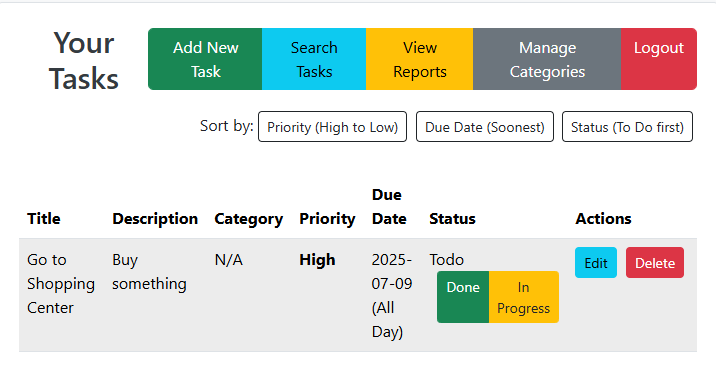 Your
Tasks
Add New
Task
Search
Tasks
View
Reports
Manage
Categories
Logout
Sort by: Priority (High to Low) Due Date (Soonest) Status (To Do first)
Title Description Category Priority Due
Date Status Actions
Go to
Shopping
Center
Buy
something
N/A
High
2025-
07-09
(All
Day)
Todo
Done
In
Progress
Edit
Delete